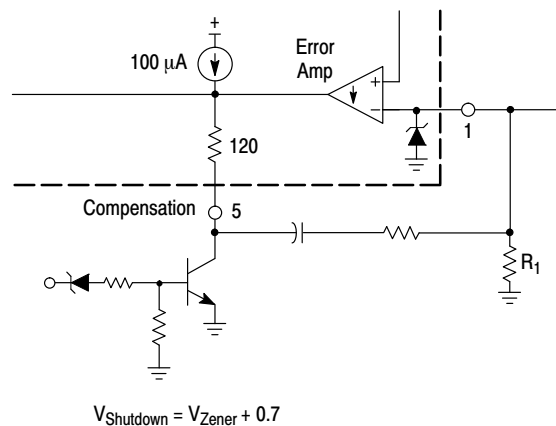 +
100 µA
Error
Amp
+
−
1
120
Compensation
5
R1
VShutdown = VZener + 0.7